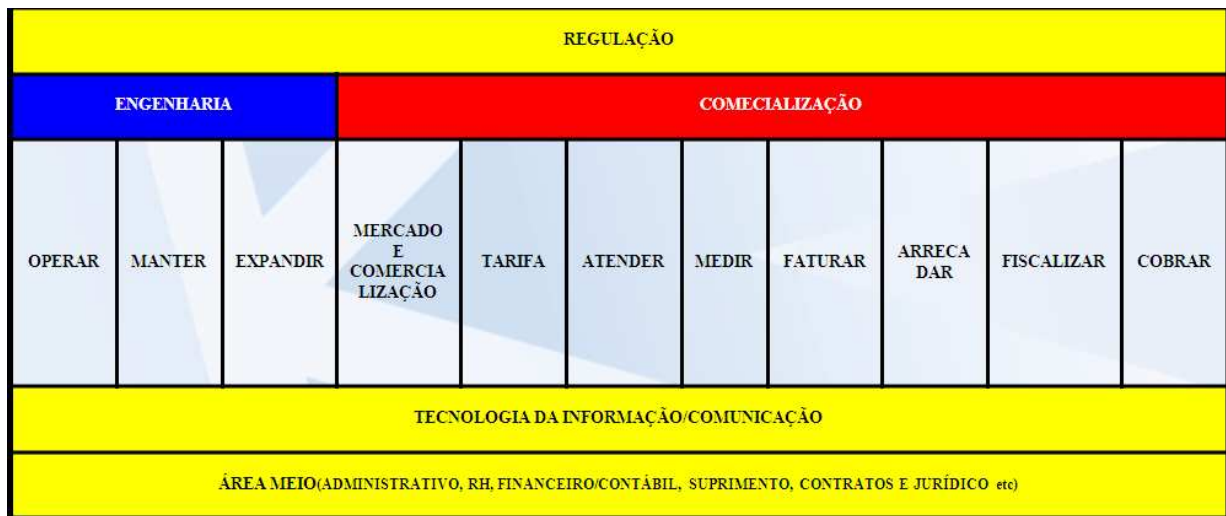 REGULAÇÃO
ENGENHARIA
COMECIALIZAÇÃO
OPERAR
MANTER
EXPANDIR
MERCADO
E
COMERCIA
LIZAÇÃO
TARIFA
ATENDER
MEDIR
FATURAR
ARRECA
DAR
FISCALIZAR
COBRAR
TECNOLOGIA DA INFORMAÇÃO/COMUNICAÇÃO
ÁREA MEIO(ADMINISTRATIVO, RH, FINANCEIRO/CONTÁBIL, SUPRIMENTO, CONTRATOS E JURÍDICO etc)